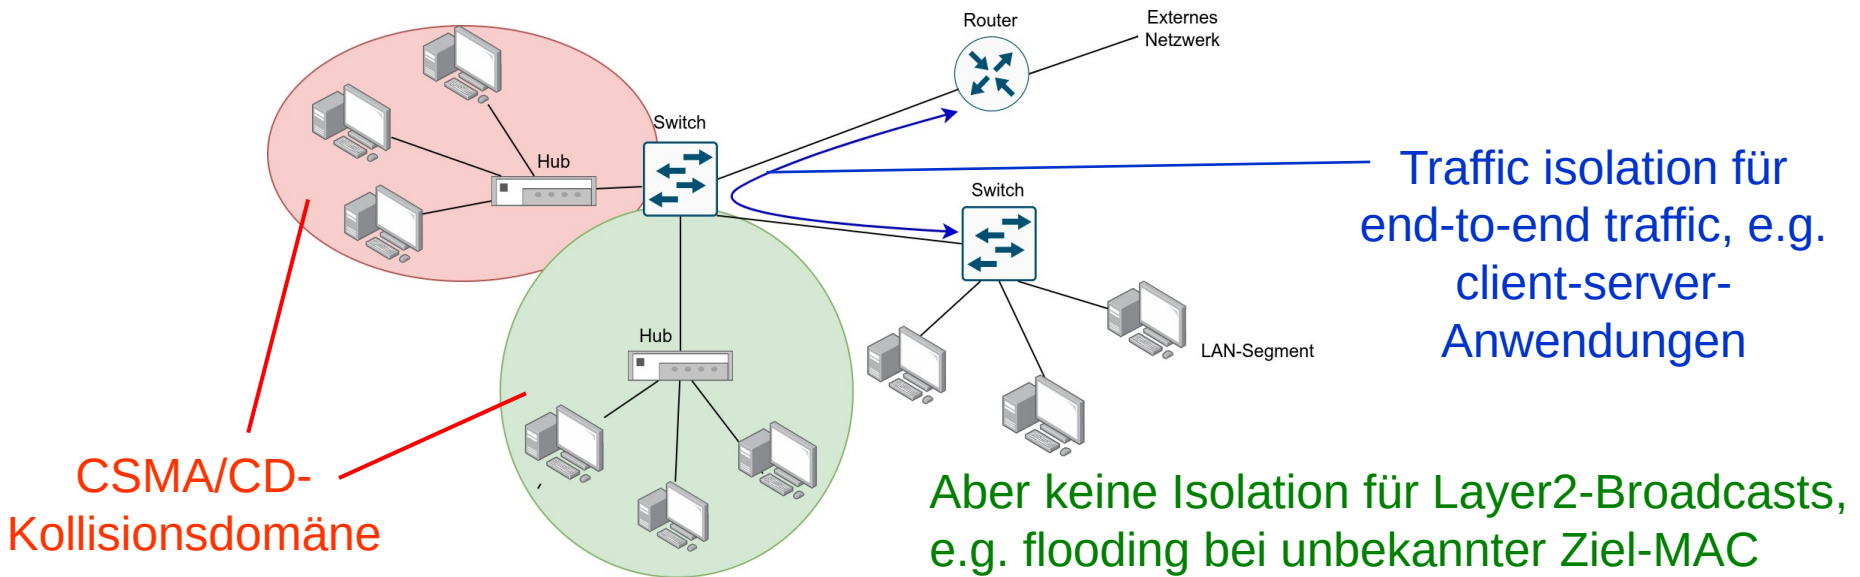 Router
Externes
Netzwerk
Switch
Hub
Switch
Traffic isolation für
end-to-end traffic, e.g.
client-server-
Anwendungen
Hub
LAN-Segment
CSMA/CD-
Kollisionsdomäne
Aber keine Isolation für Layer2-Broadcasts,
e.g. flooding bei unbekannter Ziel-MAC